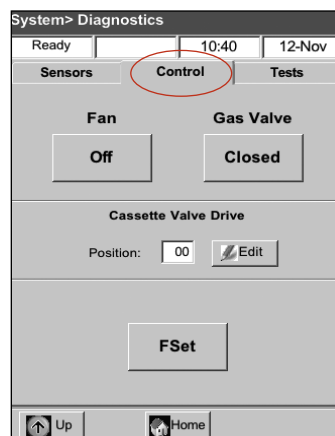 System> Diagnostics
Ready 10:40 12-Nov
Sensors Control Tests
Fan Gas Valve
Off Closed
Cassette Valve Drive
Position: 00 Edit
FSet
Up Home